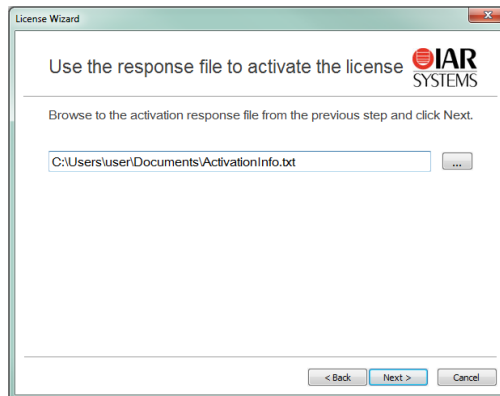 License Wizard
x
Use the response file to activate the license
IAR
SYSTEMS
Browse to the activation response file from the previous step and click Next.
C:\Users\user\Documents\ActivationInfo.txt
...
< Back
Next >
Cancel